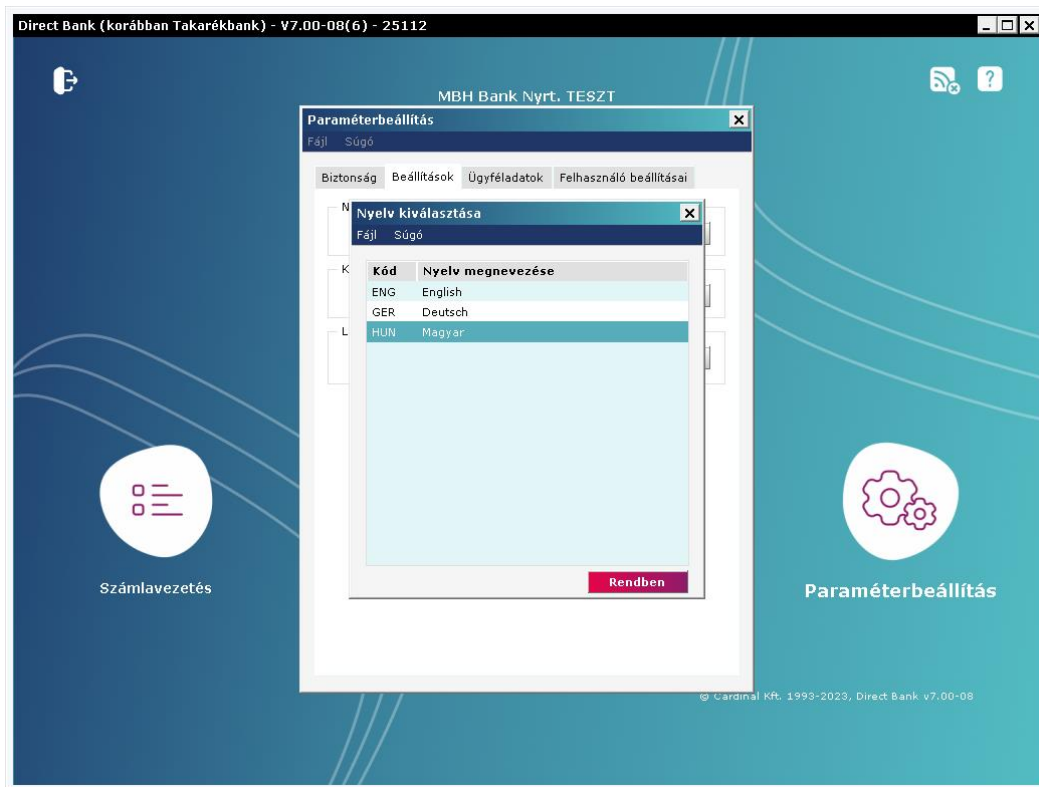 Direct Bank (korábban Takarékbank) - V7.00-08(6) - 25112
MBH Bank Nyrt. TESZT
Paraméterbeállítás
Fájl Súgó
Biztonság Beállítások Ügyféladatok Felhasználó beállításai
N
Nyelv kiválasztása
Fájl Súgó
K
Kód Nyelv megnevezése
ENG English
GER Deutsch
L
HUN Magyar
Rendben
Számlavezetés
Paraméterbeállítás
© Cardinal Kft. 1993-2023, Direct Bank v7.00-08